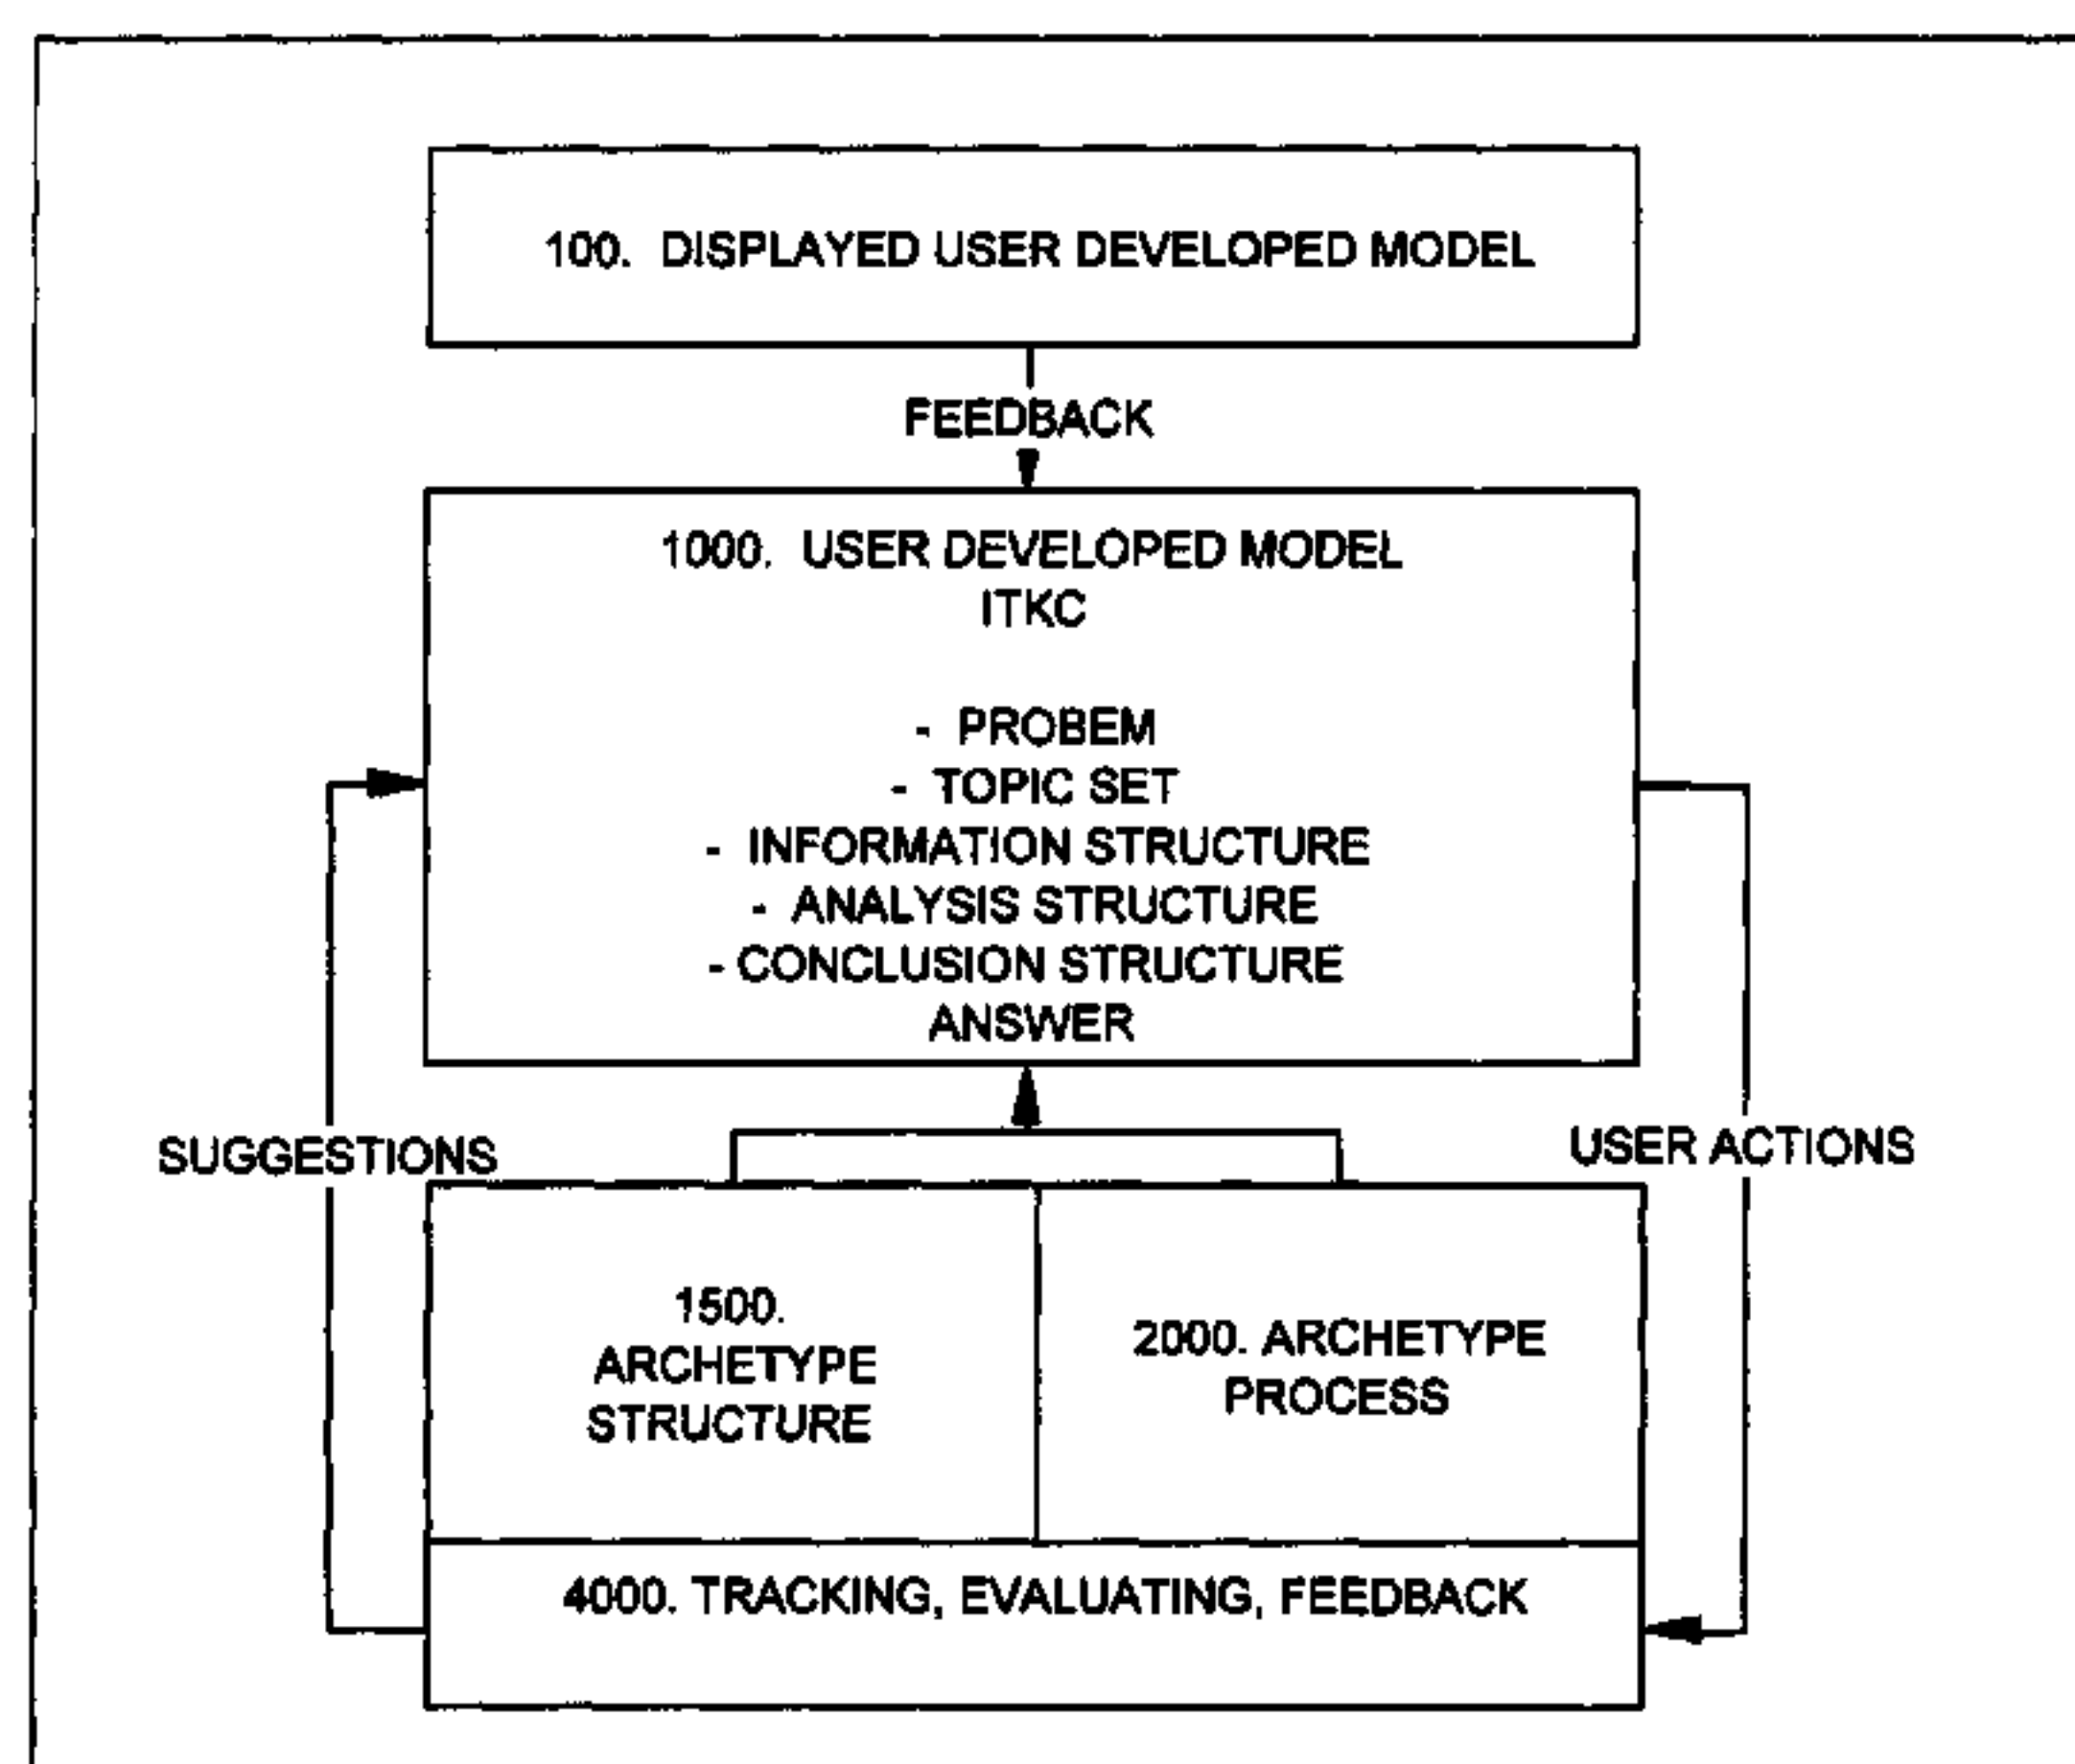 100. DISPLAYED USER DEVELOPED MODEL
FEEDBACK
1000. USER DEVELOPED MODEL
ITKC
- PROBEM
- TOPIC SET
- INFORMATION STRUCTURE
- ANALYSIS STRUCTURE
- CONCLUSION STRUCTURE
ANSWER
SUGGESTIONS
USER ACTIONS
1500.
ARCHETYPE
STRUCTURE
2000. ARCHETYPE
PROCESS
4000. TRACKING, EVALUATING, FEEDBACK